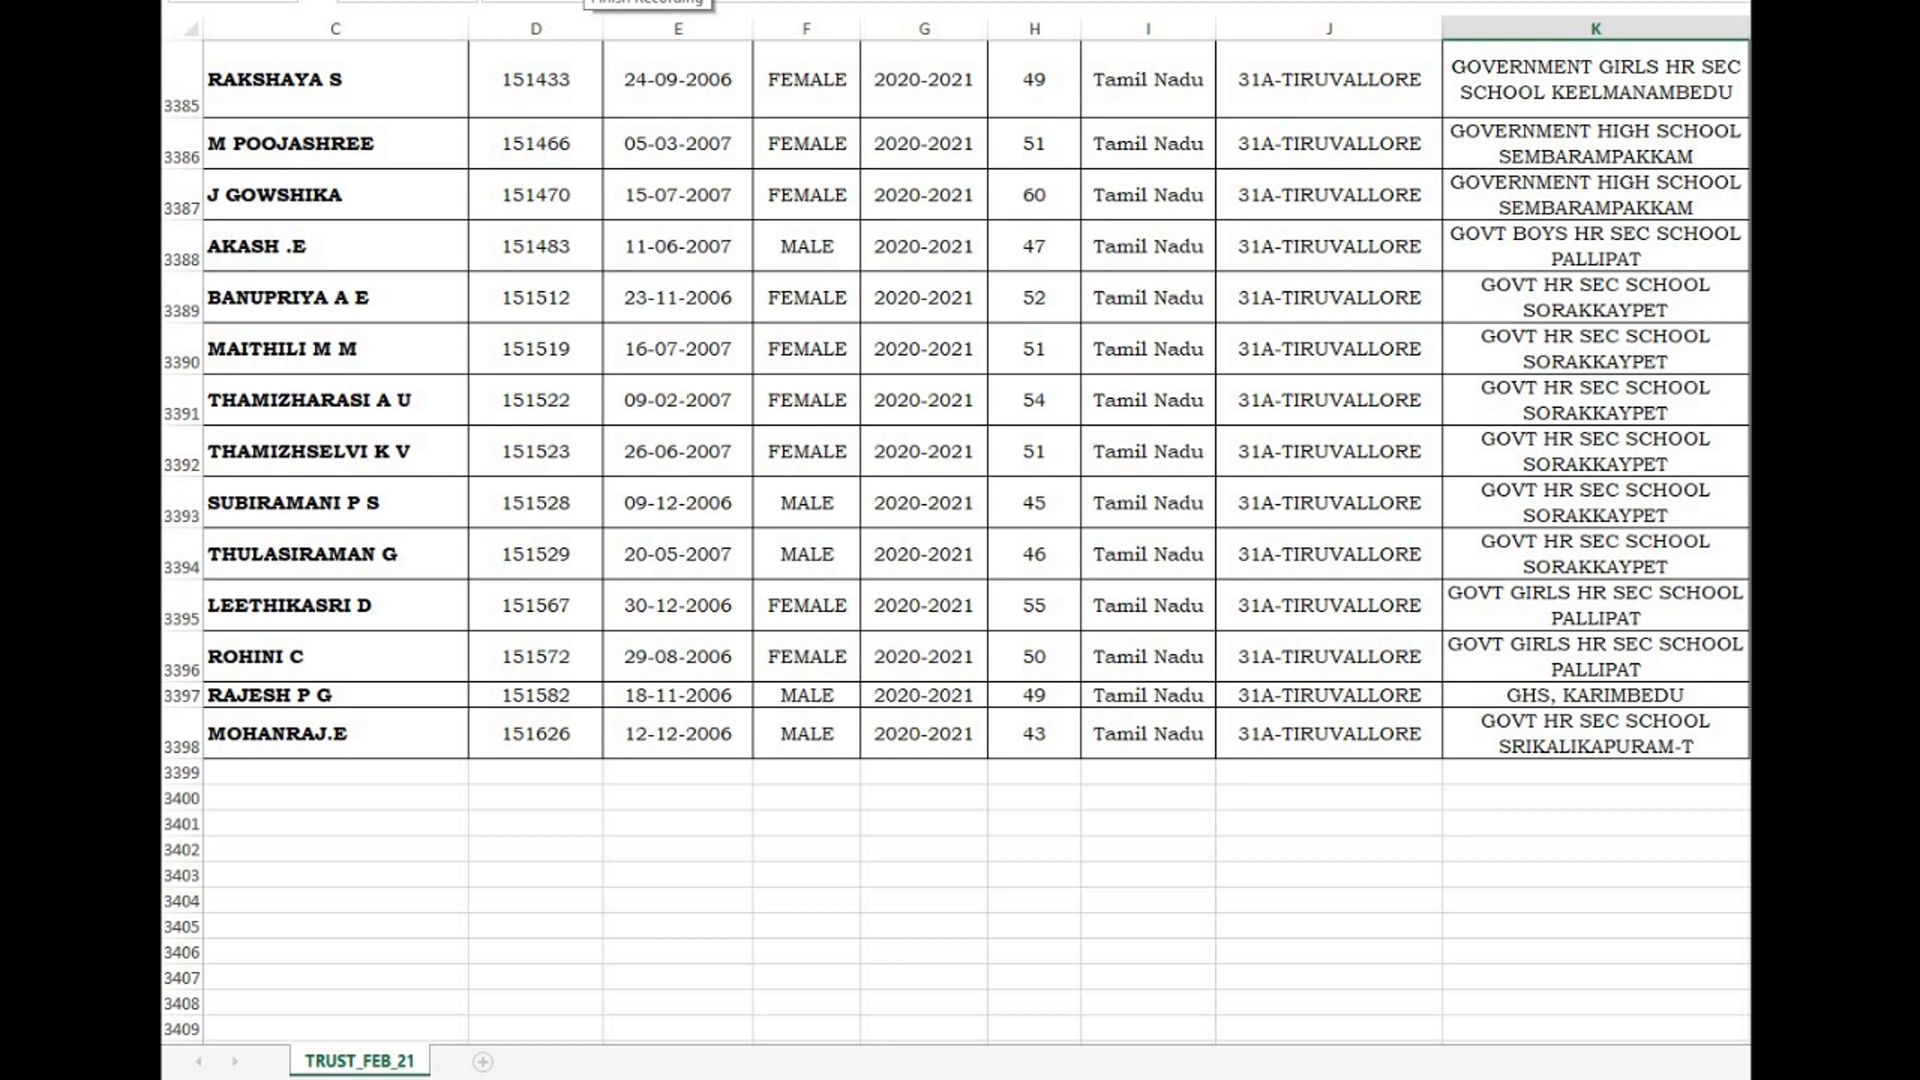 Finish Recording
C D E F G H I J K
3385 RAKSHAYA S 151433 24-09-2006 FEMALE 2020-2021 49 Tamil Nadu 31A-TIRUVALLORE GOVERNMENT GIRLS HR SEC
SCHOOL KEELMANAMBEDU
3386 M POOJASHREE 151466 05-03-2007 FEMALE 2020-2021 51 Tamil Nadu 31A-TIRUVALLORE GOVERNMENT HIGH SCHOOL
SEMBARAMPAKKAM
3387 J GOWSHIKA 151470 15-07-2007 FEMALE 2020-2021 60 Tamil Nadu 31A-TIRUVALLORE GOVERNMENT HIGH SCHOOL
SEMBARAMPAKKAM
3388 AKASH .E 151483 11-06-2007 MALE 2020-2021 47 Tamil Nadu 31A-TIRUVALLORE GOVT BOYS HR SEC SCHOOL
PALLIPAT
3389 BANUPRIYA A E 151512 23-11-2006 FEMALE 2020-2021 52 Tamil Nadu 31A-TIRUVALLORE GOVT HR SEC SCHOOL
SORAKKAYPET
3390 MAITHILI M M 151519 16-07-2007 FEMALE 2020-2021 51 Tamil Nadu 31A-TIRUVALLORE GOVT HR SEC SCHOOL
SORAKKAYPET
3391 THAMIZHARASI A U 151522 09-02-2007 FEMALE 2020-2021 54 Tamil Nadu 31A-TIRUVALLORE GOVT HR SEC SCHOOL
SORAKKAYPET
3392 THAMIZHSELVI K V 151523 26-06-2007 FEMALE 2020-2021 51 Tamil Nadu 31A-TIRUVALLORE GOVT HR SEC SCHOOL
SORAKKAYPET
3393 SUBIRAMANI P S 151528 09-12-2006 MALE 2020-2021 45 Tamil Nadu 31A-TIRUVALLORE GOVT HR SEC SCHOOL
SORAKKAYPET
3394 THULASIRAMAN G 151529 20-05-2007 MALE 2020-2021 46 Tamil Nadu 31A-TIRUVALLORE GOVT HR SEC SCHOOL
SORAKKAYPET
3395 LEETHIKASRI D 151567 30-12-2006 FEMALE 2020-2021 55 Tamil Nadu 31A-TIRUVALLORE GOVT GIRLS HR SEC SCHOOL
PALLIPAT
3396 ROHINI C 151572 29-08-2006 FEMALE 2020-2021 50 Tamil Nadu 31A-TIRUVALLORE GOVT GIRLS HR SEC SCHOOL
PALLIPAT
3397 RAJESH P G 151582 18-11-2006 MALE 2020-2021 49 Tamil Nadu 31A-TIRUVALLORE GHS, KARIMBEDU
3398 MOHANRAJ.E 151626 12-12-2006 MALE 2020-2021 43 Tamil Nadu 31A-TIRUVALLORE GOVT HR SEC SCHOOL
SRIKALIKAPURAM-T
3399
3400
3401
3402
3403
3404
3405
3406
3407
3408
3409
TRUST_FEB_21